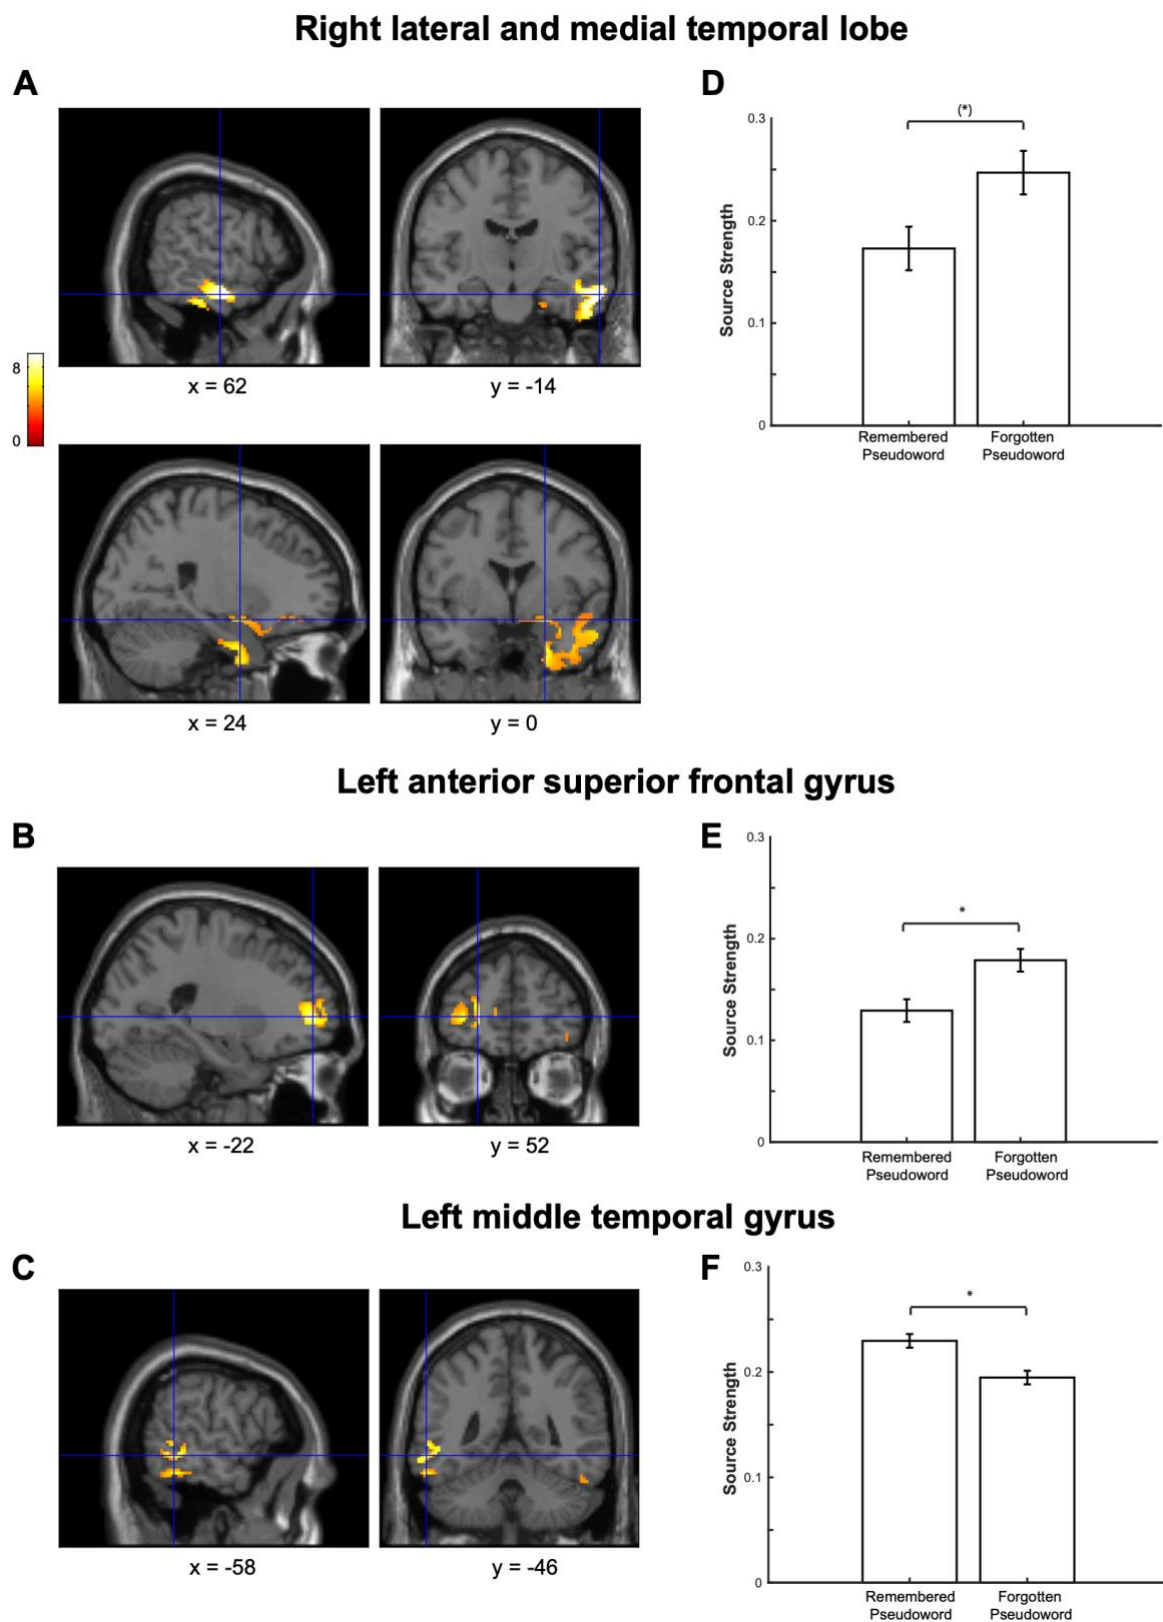 Right lateral and medial temporal lobe
A
x = 62
y = -14
8
0
x = 24
y = 0
D
(*)
0.3
0.2
0.1
0
Source Strength
Remembered Pseudoword
Forgotten Pseudoword
Left anterior superior frontal gyrus
B
x = -22
y = 52
E
*
0.3
0.2
0.1
0
Source Strength
Remembered Pseudoword
Forgotten Pseudoword
Left middle temporal gyrus
C
x = -58
y = -46
F
*
0.3
0.2
0.1
0
Source Strength
Remembered Pseudoword
Forgotten Pseudoword